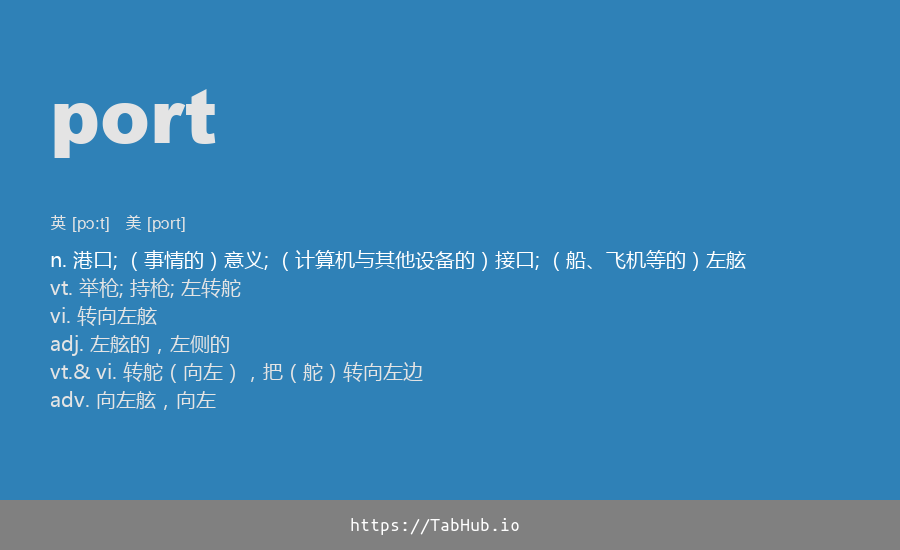 port
英 [pɔːt] 美 [pɔrt]
n. 港口; （事情的）意义; （计算机与其他设备的）接口; （船、飞机等的）左舷
vt. 举枪; 持枪; 左转舵
vi. 转向左舷
adj. 左舷的，左侧的
vt.& vi. 转舵（向左），把（舵）转向左边
adv. 向左舷，向左
https://TabHub.io